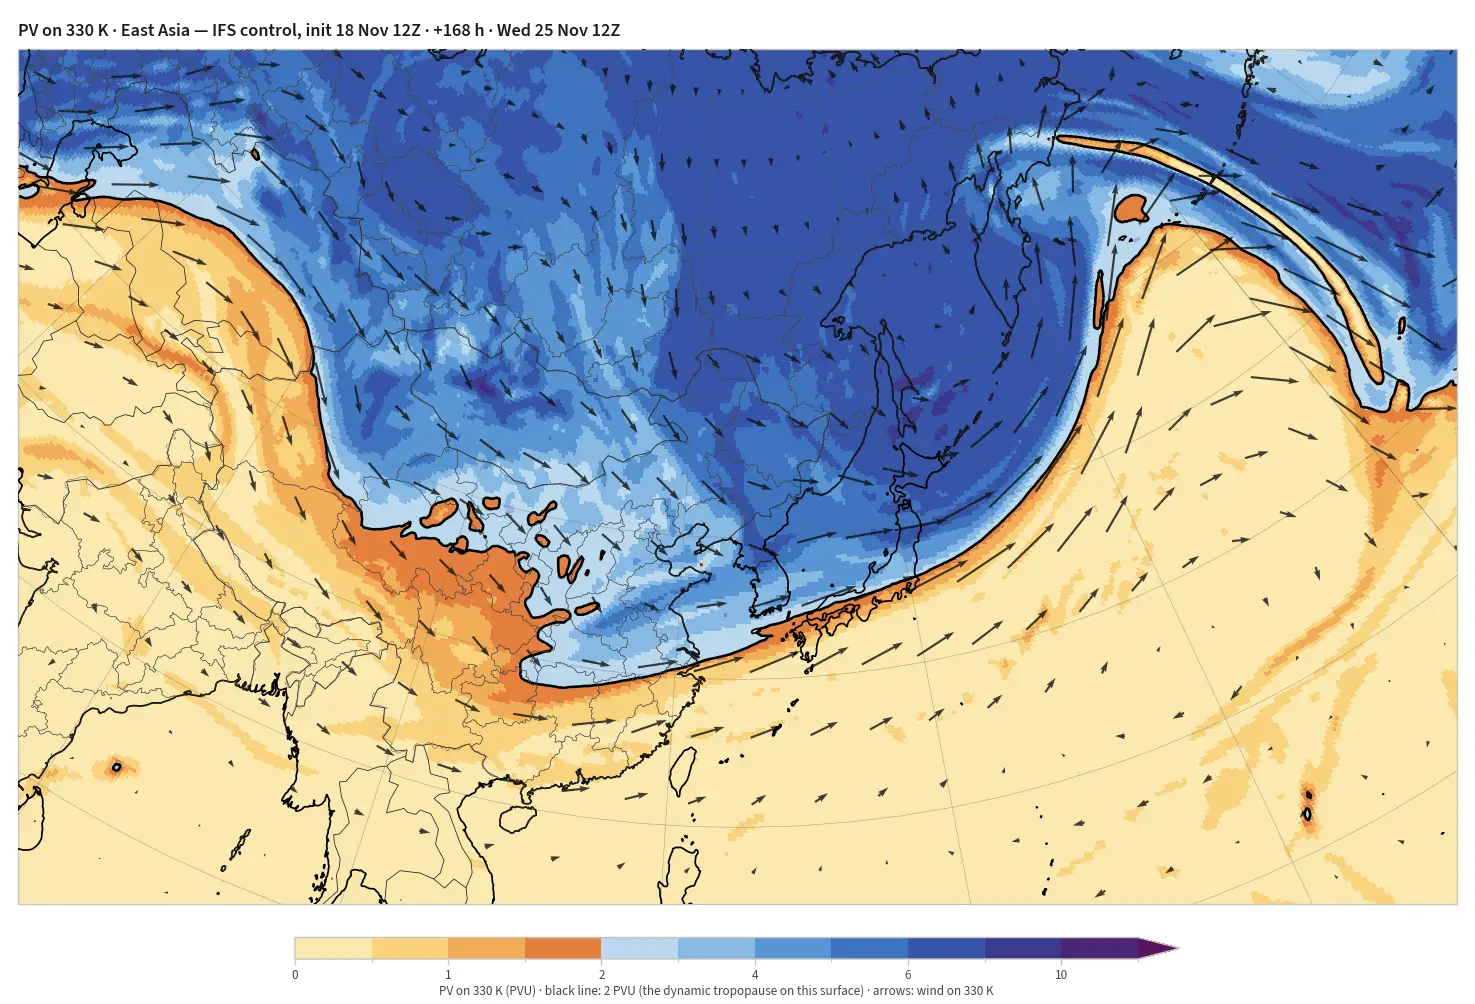 PV on 330 K · East Asia — IFS control, init 18 Nov 12Z · +168 h · Wed 25 Nov 12Z
0 1 2 4 6 10
PV on 330 K (PVU) · black line: 2 PVU (the dynamic tropopause on this surface) · arrows: wind on 330 K